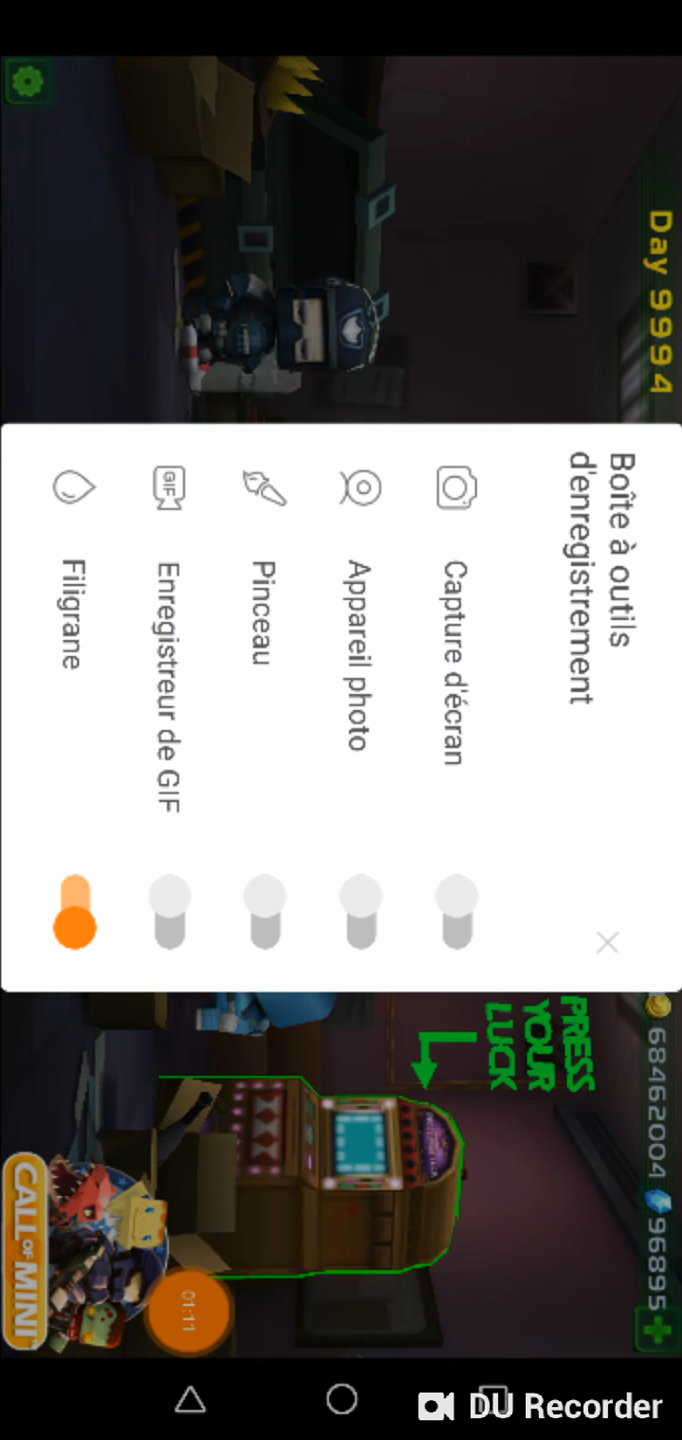 Day 9994
68462004
96895
Boîte à outils
d'enregistrement
Capture d'écran
Appareil photo
Pinceau
GIF
Enregistreur de GIF
Filigrane
PRESS
YOUR
LUCK
CALL OF MINI
01:11
DU Recorder